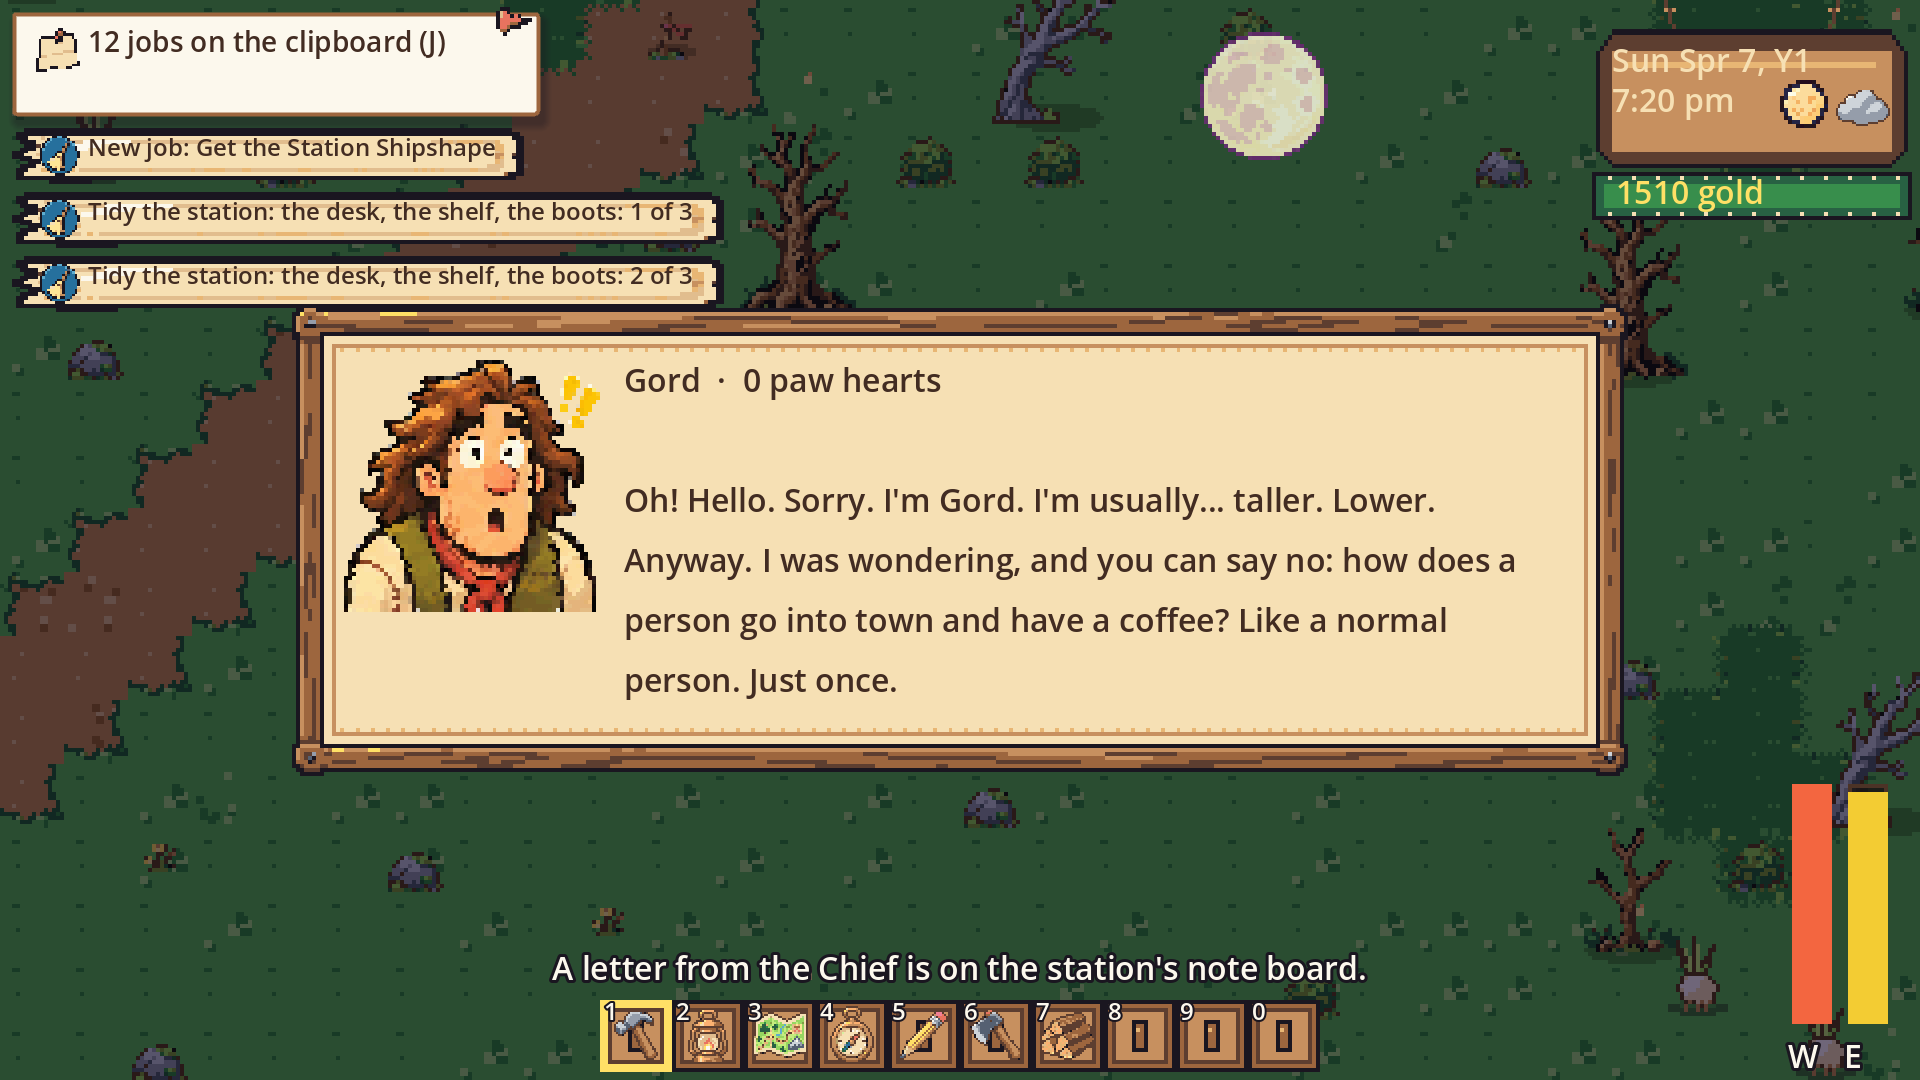 12 jobs on the clipboard (J)
New job: Get the Station Shipshape
Tidy the station: the desk, the shelf, the boots: 1 of 3
Tidy the station: the desk, the shelf, the boots: 2 of 3
Sun Spr 7, Y1
7:20 pm
1510 gold
Gord · 0 paw hearts
Oh! Hello. Sorry. I'm Gord. I'm usually... taller. Lower.
Anyway. I was wondering, and you can say no: how does a
person go into town and have a coffee? Like a normal
person. Just once.
A letter from the Chief is on the station's note board.
1 2 3 4 5 6 7 8 9 0
W E